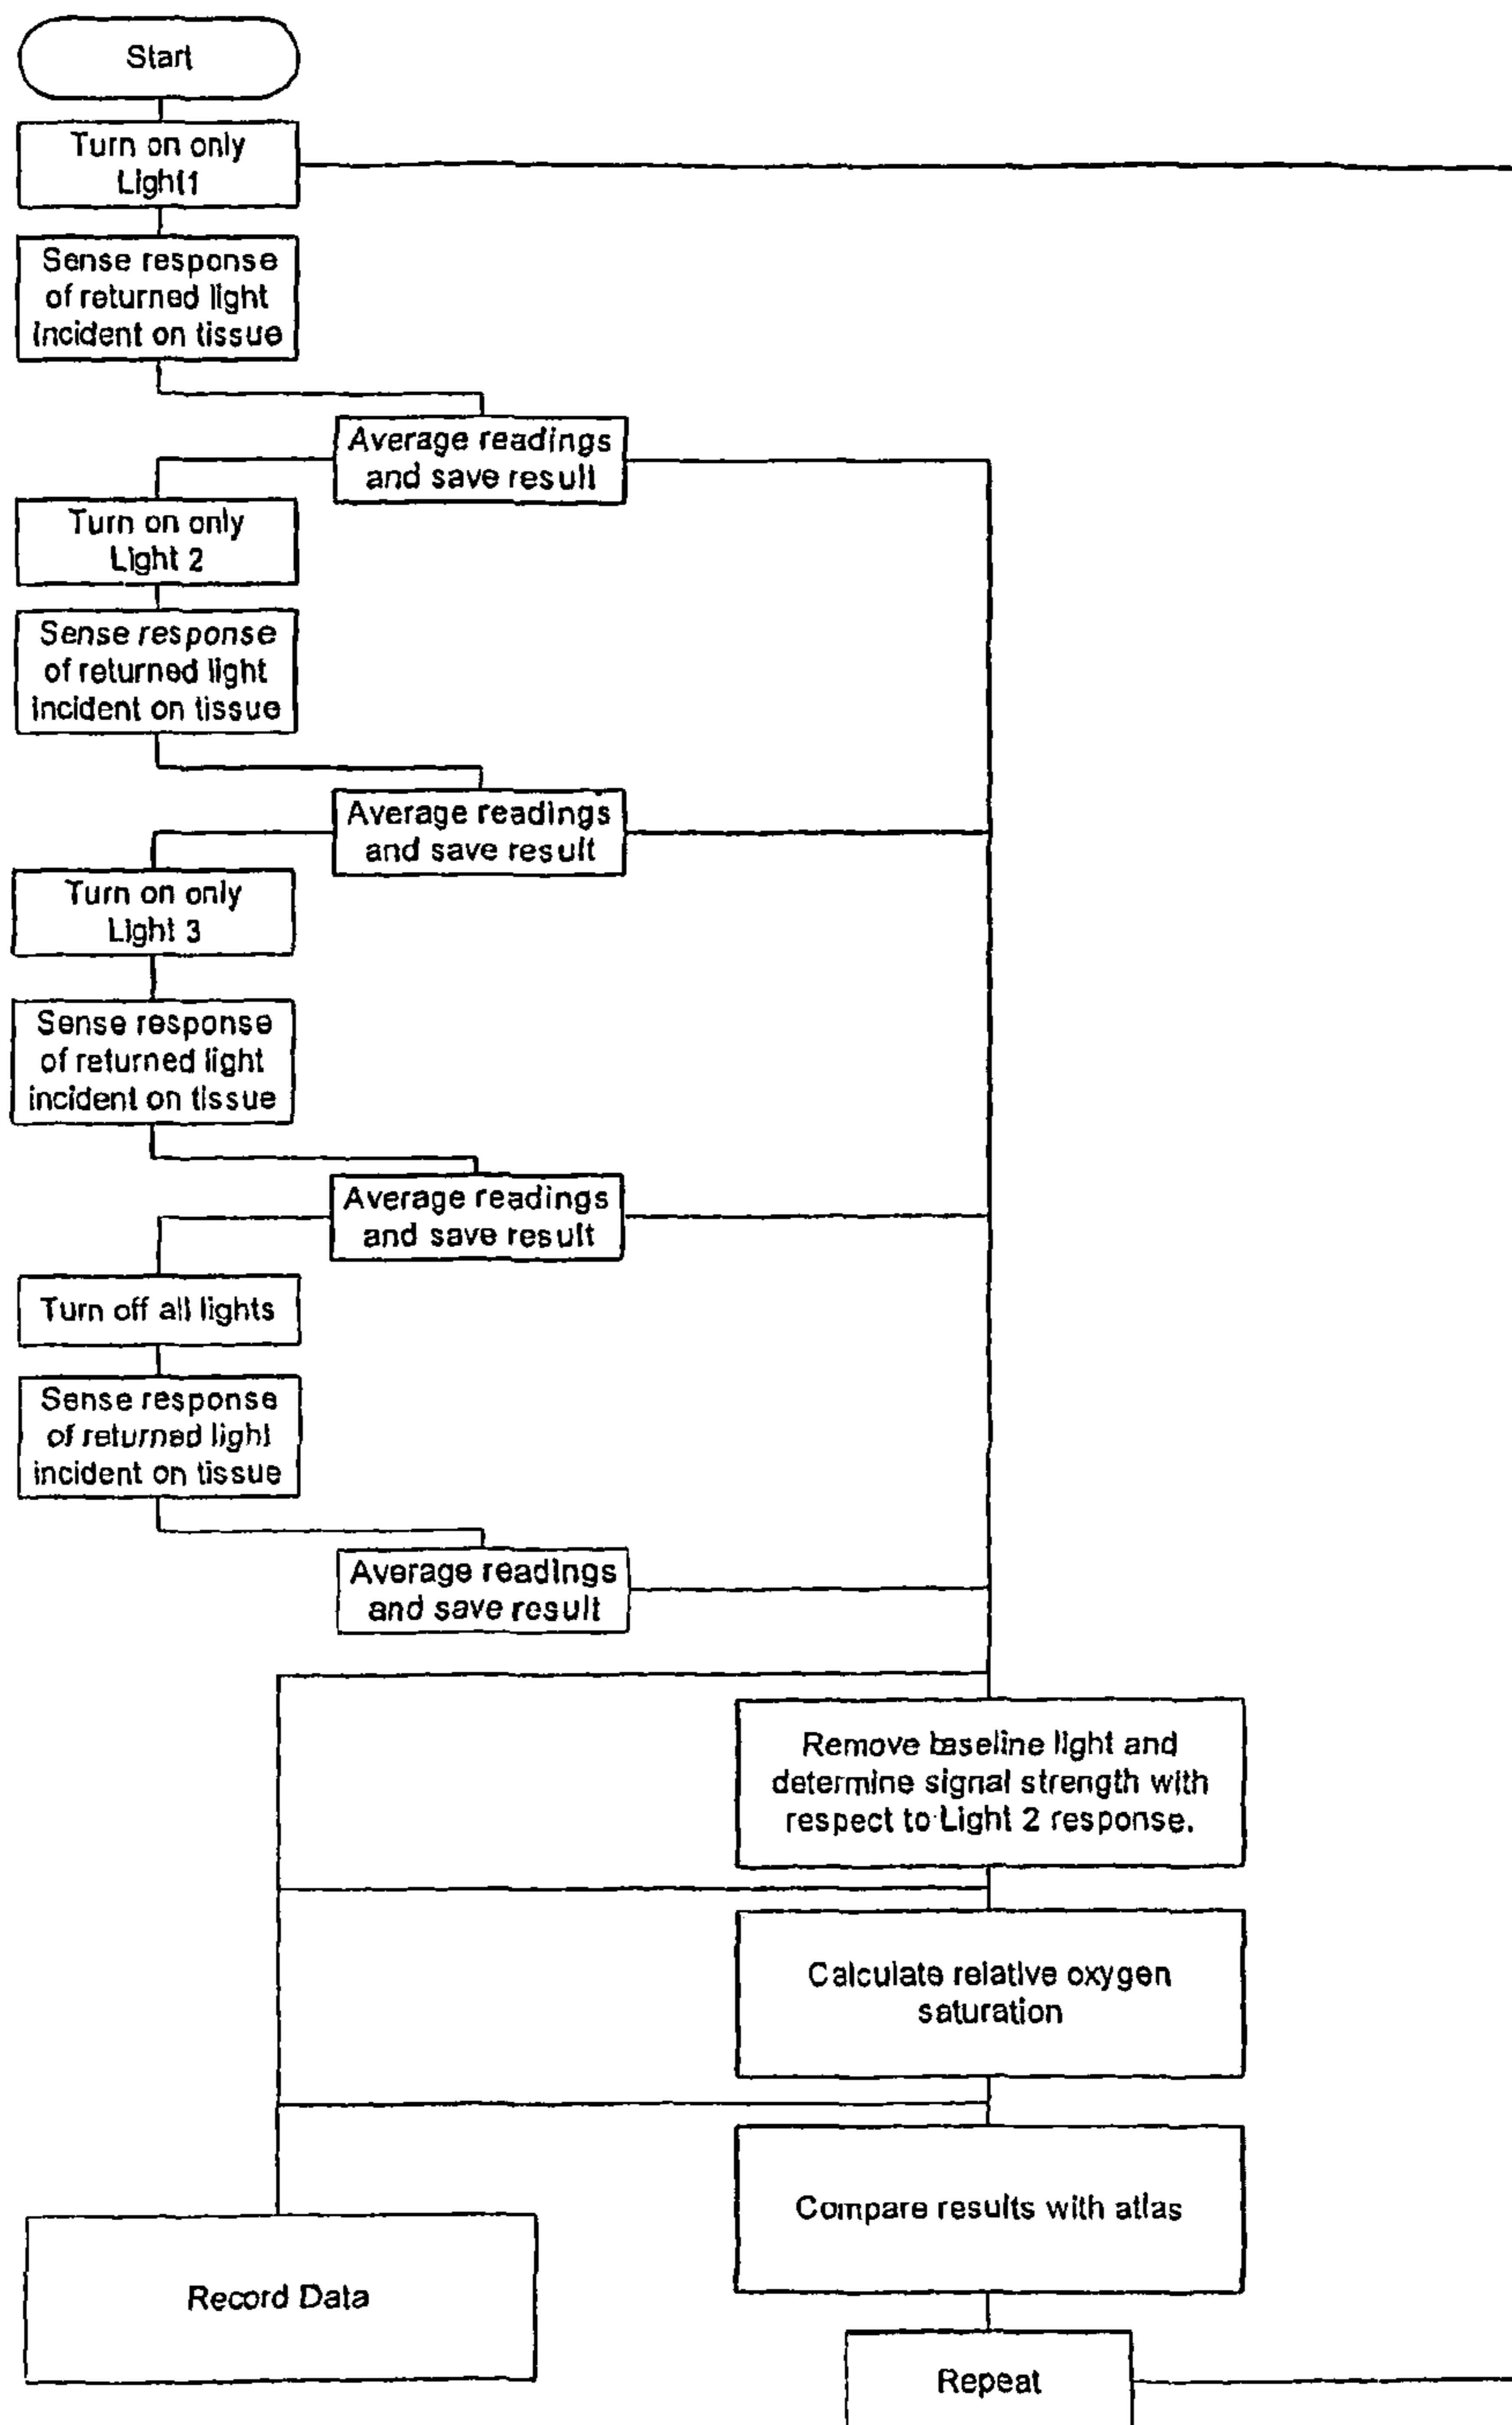 Start
Turn on only
Light1
Sense response
of returned light
incident on tissue
Average readings
and save result
Turn on only
Light 2
Sense response
of returned light
incident on tissue
Average readings
and save result
Turn on only
Light 3
Sense response
of returned light
incident on tissue
Average readings
and save result
Turn off all lights
Sense response
of returned light
incident on tissue
Average readings
and save result
Remove baseline light and
determine signal strength with
respect to Light 2 response.
Calculate relative oxygen
saturation
Compare results with atlas
Record Data
Repeat